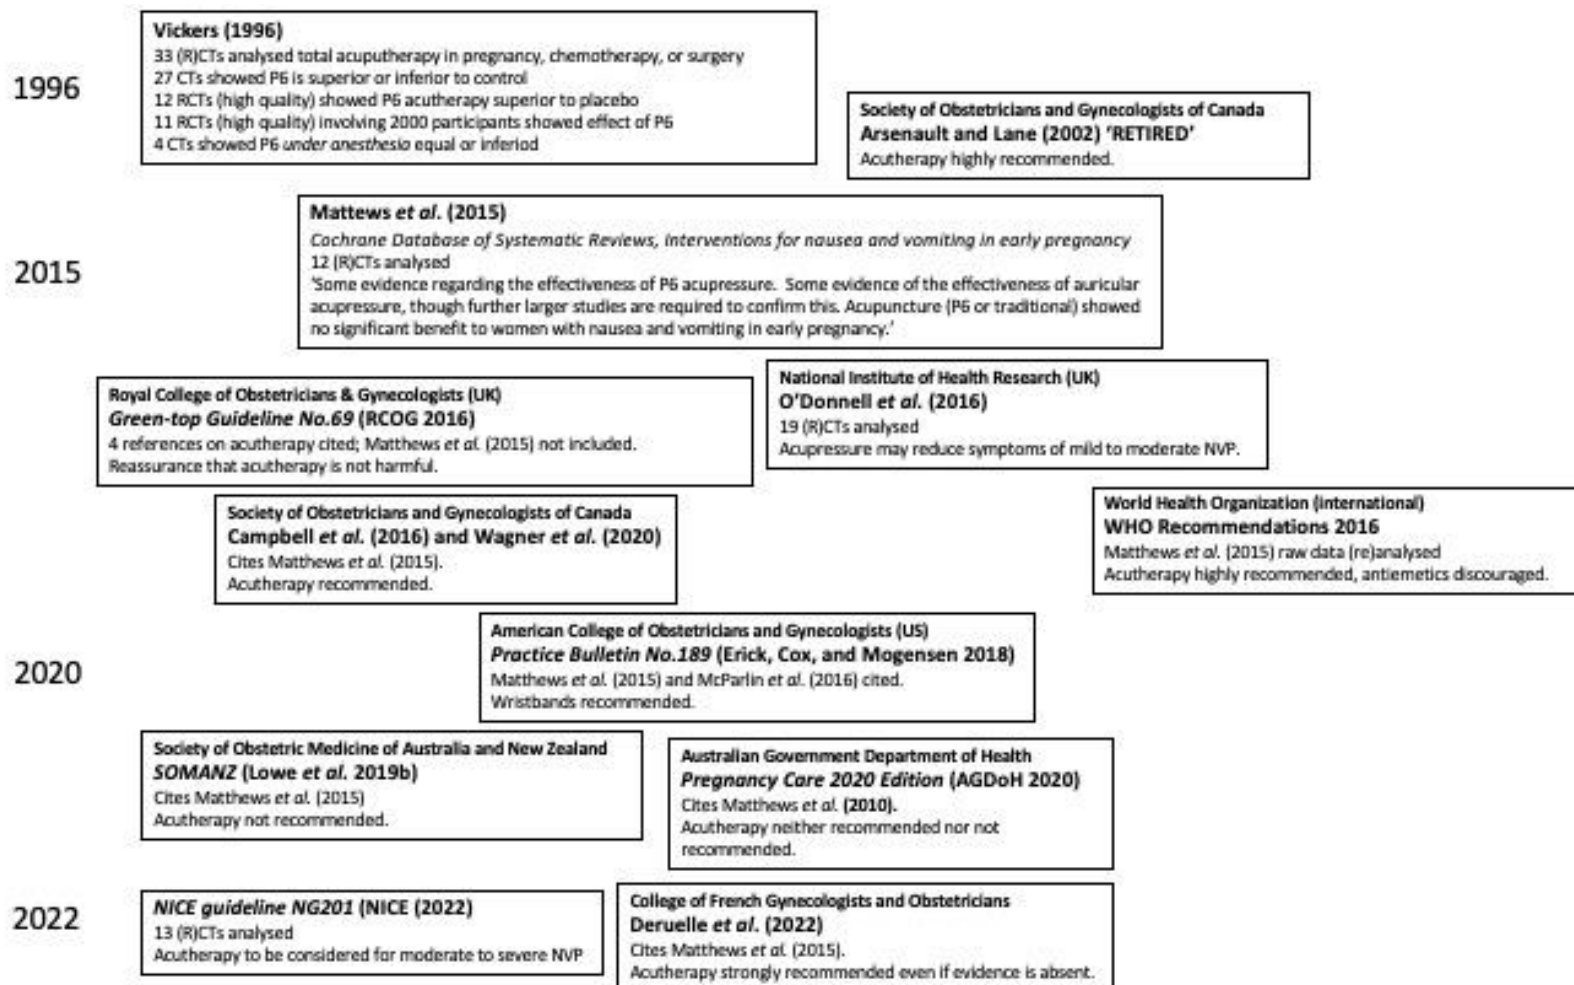 1996
Vickers (1996)
33 (R)CTs analysed total acuputherapy in pregnancy, chemotherapy, or surgery
27 CTs showed P6 is superior or inferior to control
12 RCTs (high quality) showed P6 acutherapy superior to placebo
11 RCTs (high quality) involving 2000 participants showed effect of P6
4 CTs showed P6 under anesthesia equal or inferiod
Society of Obstetricians and Gynecologists of Canada
Arsenault and Lane (2002) ‘RETIRED’
Acutherapy highly recommended.
2015
Mattews et al. (2015)
Cochrane Database of Systematic Reviews, Interventions for nausea and vomiting in early pregnancy
12 (R)CTs analysed
‘Some evidence regarding the effectiveness of P6 acupressure. Some evidence of the effectiveness of auricular
acupressure, though further larger studies are required to confirm this. Acupuncture (P6 or traditional) showed
no significant benefit to women with nausea and vomiting in early pregnancy.’
Royal College of Obstetricians & Gynecologists (UK)
Green-top Guideline No.69 (RCOG 2016)
4 references on acutherapy cited; Matthews et al. (2015) not included.
Reassurance that acutherapy is not harmful.
National Institute of Health Research (UK)
O’Donnell et al. (2016)
19 (R)CTs analysed
Acupressure may reduce symptoms of mild to moderate NVP.
Society of Obstetricians and Gynecologists of Canada
Campbell et al. (2016) and Wagner et al. (2020)
Cites Matthews et al. (2015).
Acutherapy recommended.
World Health Organization (international)
WHO Recommendations 2016
Matthews et al. (2015) raw data (re)analysed
Acutherapy highly recommended, antiemetics discouraged.
2020
American College of Obstetricians and Gynecologists (US)
Practice Bulletin No.189 (Erick, Cox, and Mogensen 2018)
Matthews et al. (2015) and McParlin et al. (2016) cited.
Wristbands recommended.
Society of Obstetric Medicine of Australia and New Zealand
SOMANZ (Lowe et al. 2019b)
Cites Matthews et al. (2015)
Acutherapy not recommended.
Australian Government Department of Health
Pregnancy Care 2020 Edition (AGDoH 2020)
Cites Matthews et al. (2010).
Acutherapy neither recommended nor not
recommended.
2022
NICE guideline NG201 (NICE (2022)
13 (R)CTs analysed
Acutherapy to be considered for moderate to severe NVP
College of French Gynecologists and Obstetricians
Deruelle et al. (2022)
Cites Matthews et al. (2015).
Acutherapy strongly recommended even if evidence is absent.